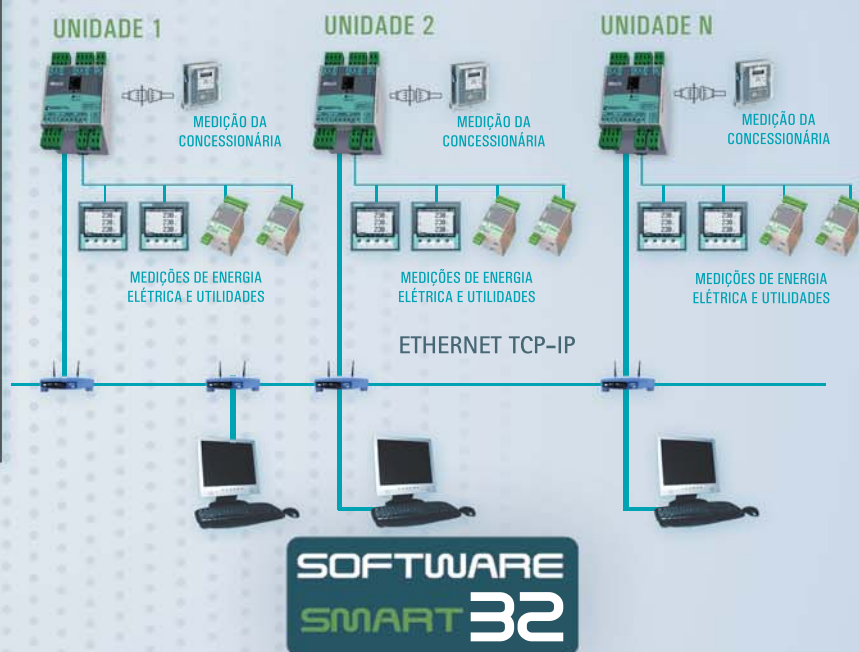 UNIDADE 1
UNIDADE 2
UNIDADE N
MEDIÇÃO DA
CONCESSIONÁRIA
MEDIÇÃO DA
CONCESSIONÁRIA
MEDIÇÃO DA
CONCESSIONÁRIA
MEDIÇÕES DE ENERGIA
ELÉTRICA E UTILIDADES
MEDIÇÕES DE ENERGIA
ELÉTRICA E UTILIDADES
MEDIÇÕES DE ENERGIA
ELÉTRICA E UTILIDADES
ETHERNET TCP-IP
SOFTWARE
SMART 32